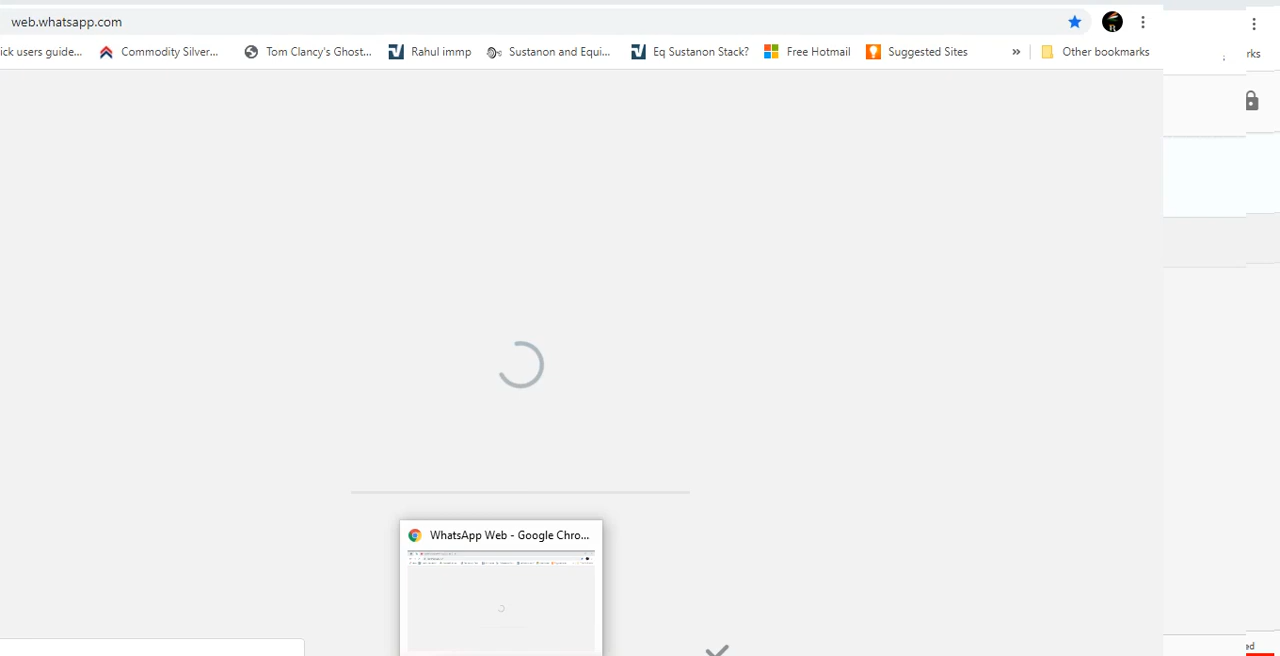 web.whatsapp.com
ick users guide... Commodity Silver... Tom Clancy's Ghost... Rahul immp Sustanon and Equi... Eq Sustanon Stack? Free Hotmail Suggested Sites » Other bookmarks rks
WhatsApp Web - Google Chro...
ed